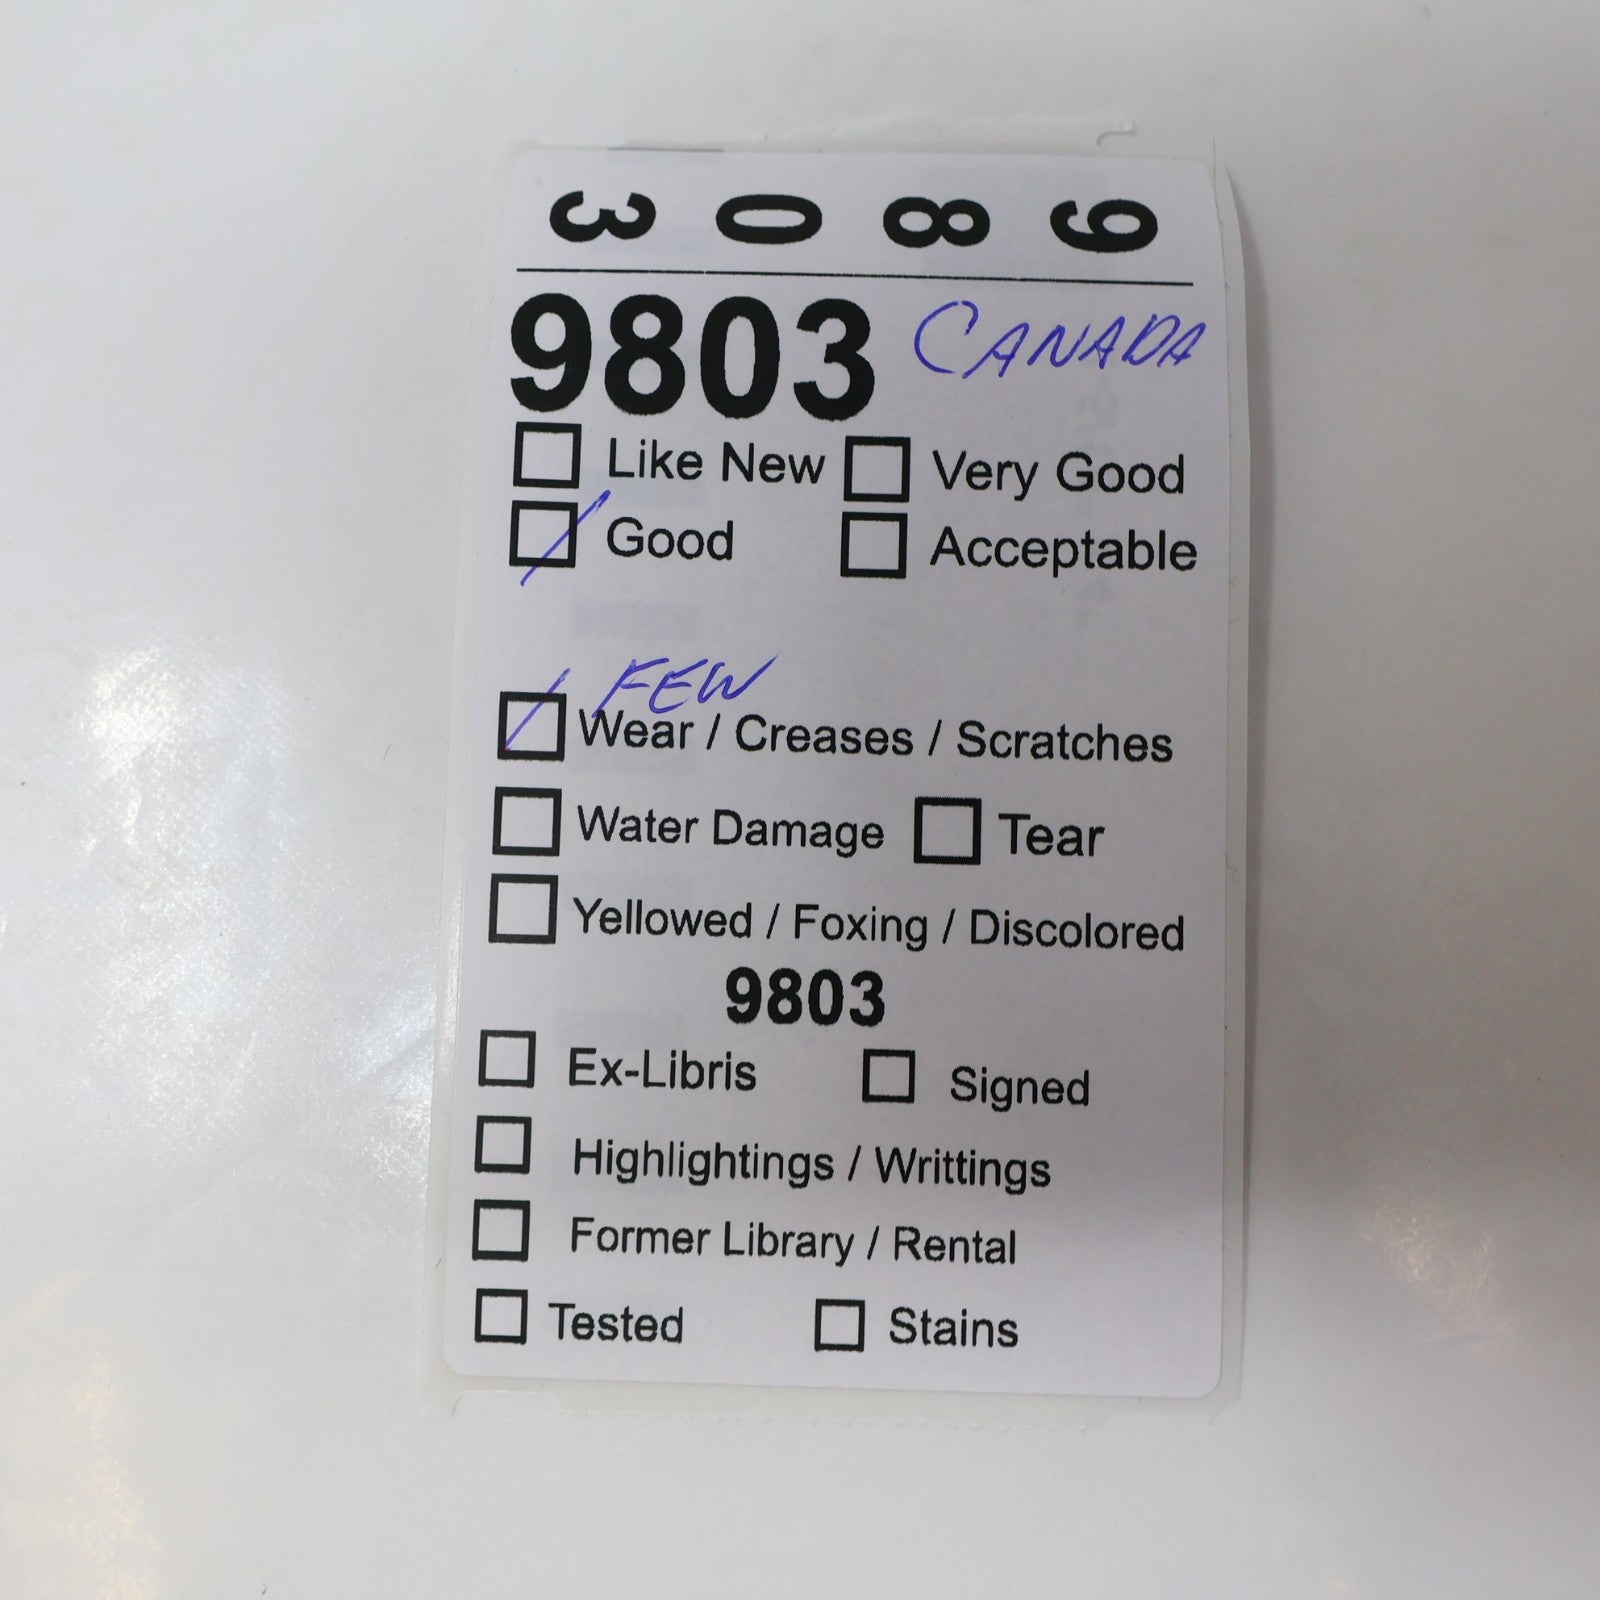 9803
9803 CANADA
Like New Very Good
Good Acceptable
FEW
Wear / Creases / Scratches
Water Damage Tear
Yellowed / Foxing / Discolored
9803
Ex-Libris Signed
Highlightings / Writtings
Former Library / Rental
Tested Stains